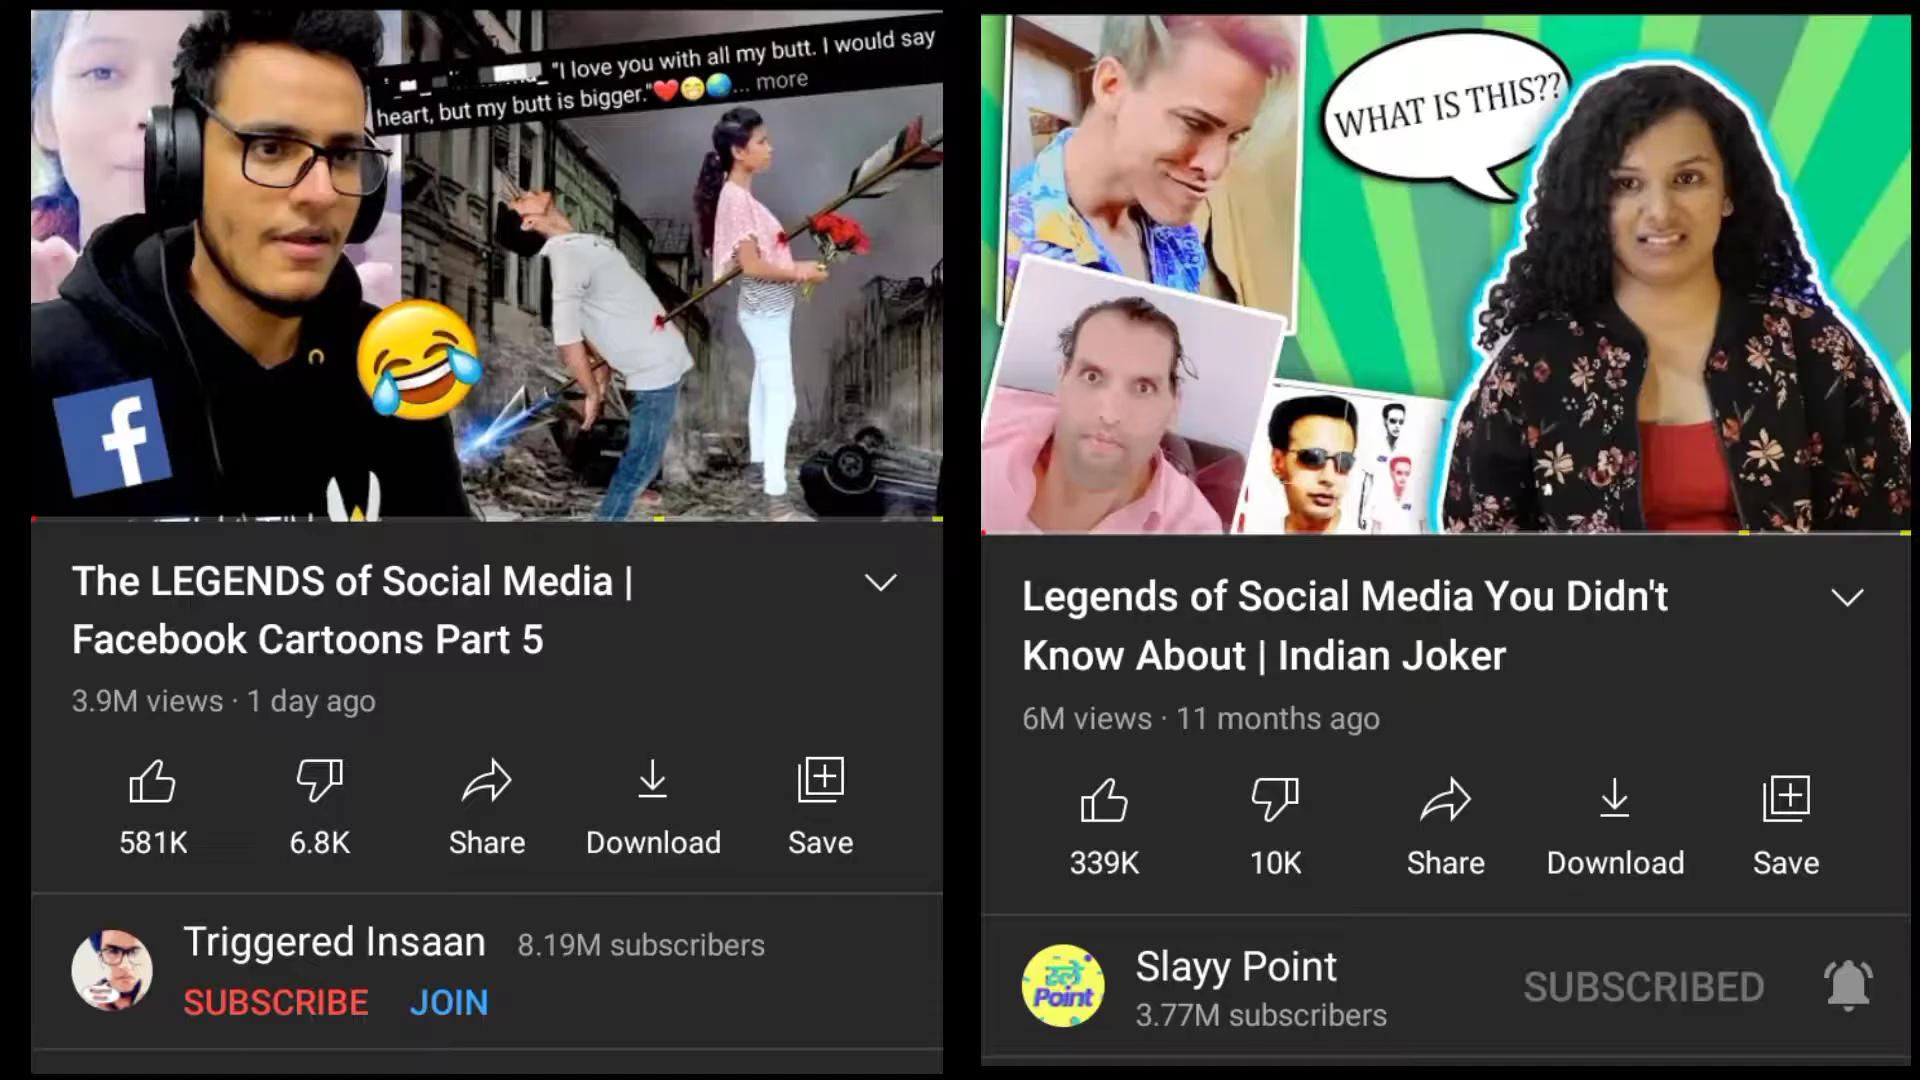 "I love you with all my butt. I would say
heart, but my butt is bigger."❤️😁🌏... more
f
The LEGENDS of Social Media |
Facebook Cartoons Part 5
3.9M views · 1 day ago
581K 6.8K Share Download Save
Triggered Insaan 8.19M subscribers
SUBSCRIBE JOIN
WHAT IS THIS??
Legends of Social Media You Didn't
Know About | Indian Joker
6M views · 11 months ago
339K 10K Share Download Save
स्ले
Point
Slayy Point
3.77M subscribers
SUBSCRIBED